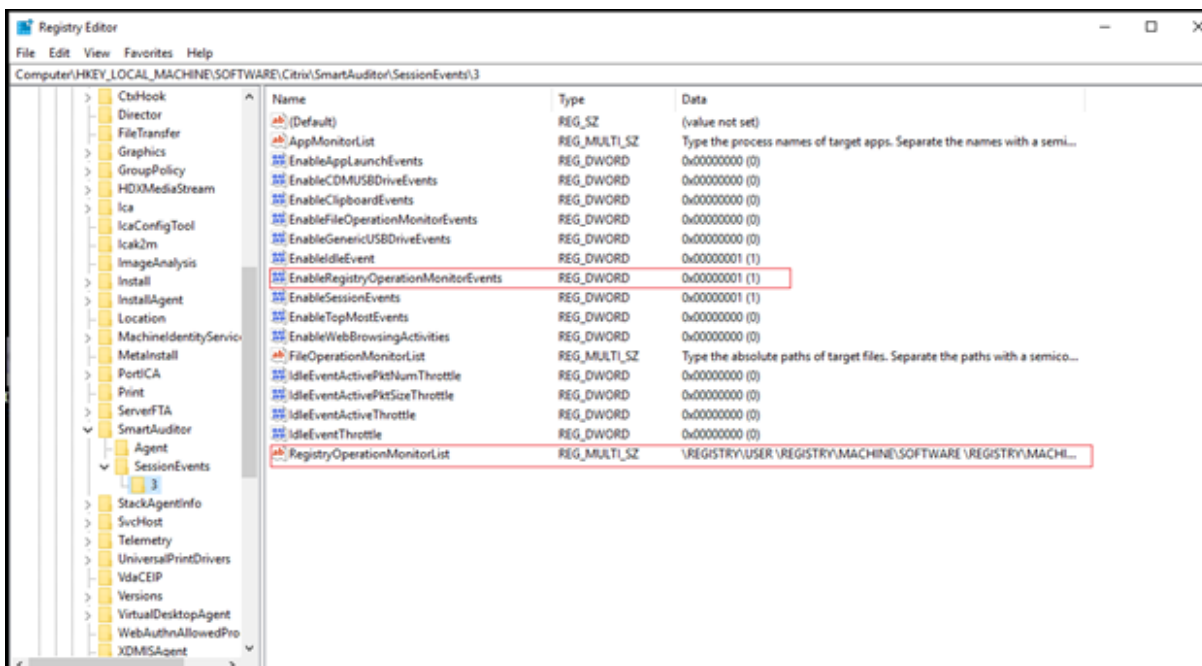 Registry Editor
File Edit View Favorites Help
Computer\HKEY_LOCAL_MACHINE\SOFTWARE\Citrix\SmartAuditor\SessionEvents\3
CtxHook
Director
FileTransfer
Graphics
GroupPolicy
HDXMediaStream
Ica
IcaConfigTool
Icak2m
ImageAnalysis
Install
InstallAgent
Location
MachineIdentityServic
MetaInstall
PortICA
Print
ServerFTA
SmartAuditor
Agent
SessionEvents
3
StackAgentInfo
SvcHost
Telemetry
UniversalPrintDrivers
VdaCEIP
Versions
VirtualDesktopAgent
WebAuthnAllowedPro
XDMISAgent
Name Type Data
(Default) REG_SZ (value not set)
AppMonitorList REG_MULTI_SZ Type the process names of target apps. Separate the names with a semi...
EnableAppLaunchEvents REG_DWORD 0x00000000 (0)
EnableCDMUSBDriveEvents REG_DWORD 0x00000000 (0)
EnableClipboardEvents REG_DWORD 0x00000000 (0)
EnableFileOperationMonitorEvents REG_DWORD 0x00000000 (0)
EnableGenericUSBDriveEvents REG_DWORD 0x00000000 (0)
EnableIdleEvent REG_DWORD 0x00000001 (1)
EnableRegistryOperationMonitorEvents REG_DWORD 0x00000001 (1)
EnableSessionEvents REG_DWORD 0x00000001 (1)
EnableTopMostEvents REG_DWORD 0x00000000 (0)
EnableWebBrowsingActivities REG_DWORD 0x00000000 (0)
FileOperationMonitorList REG_MULTI_SZ Type the absolute paths of target files. Separate the paths with a semico...
IdleEventActivePktNumThrottle REG_DWORD 0x00000000 (0)
IdleEventActivePktSizeThrottle REG_DWORD 0x00000000 (0)
IdleEventActiveThrottle REG_DWORD 0x00000000 (0)
IdleEventThrottle REG_DWORD 0x00000000 (0)
RegistryOperationMonitorList REG_MULTI_SZ \REGISTRY\USER \REGISTRY\MACHINE\SOFTWARE \REGISTRY\MACHI...